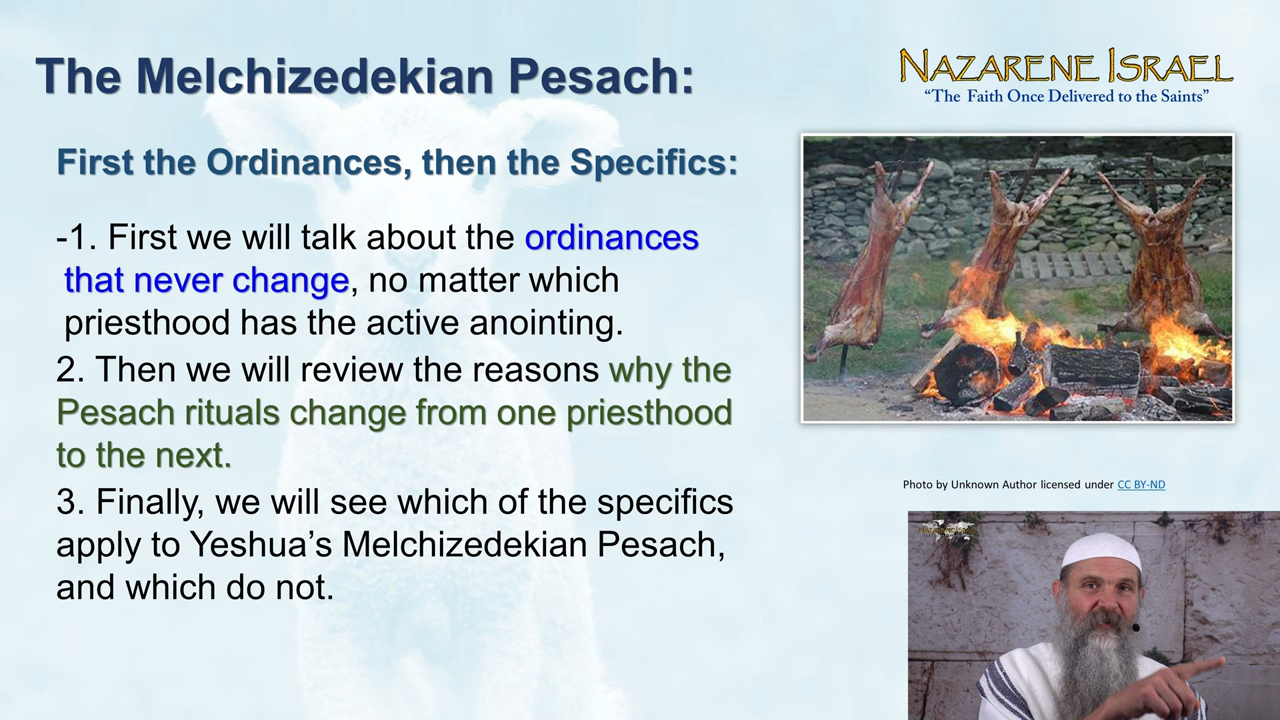 The Melchizedekian Pesach:
NAZARENE ISRAEL
“The Faith Once Delivered to the Saints”
First the Ordinances, then the Specifics:
-1. First we will talk about the ordinances
that never change, no matter which
priesthood has the active anointing.
2. Then we will review the reasons why the
Pesach rituals change from one priesthood
to the next.
3. Finally, we will see which of the specifics
apply to Yeshua’s Melchizedekian Pesach,
and which do not.
Photo by Unknown Author licensed under CC BY-ND